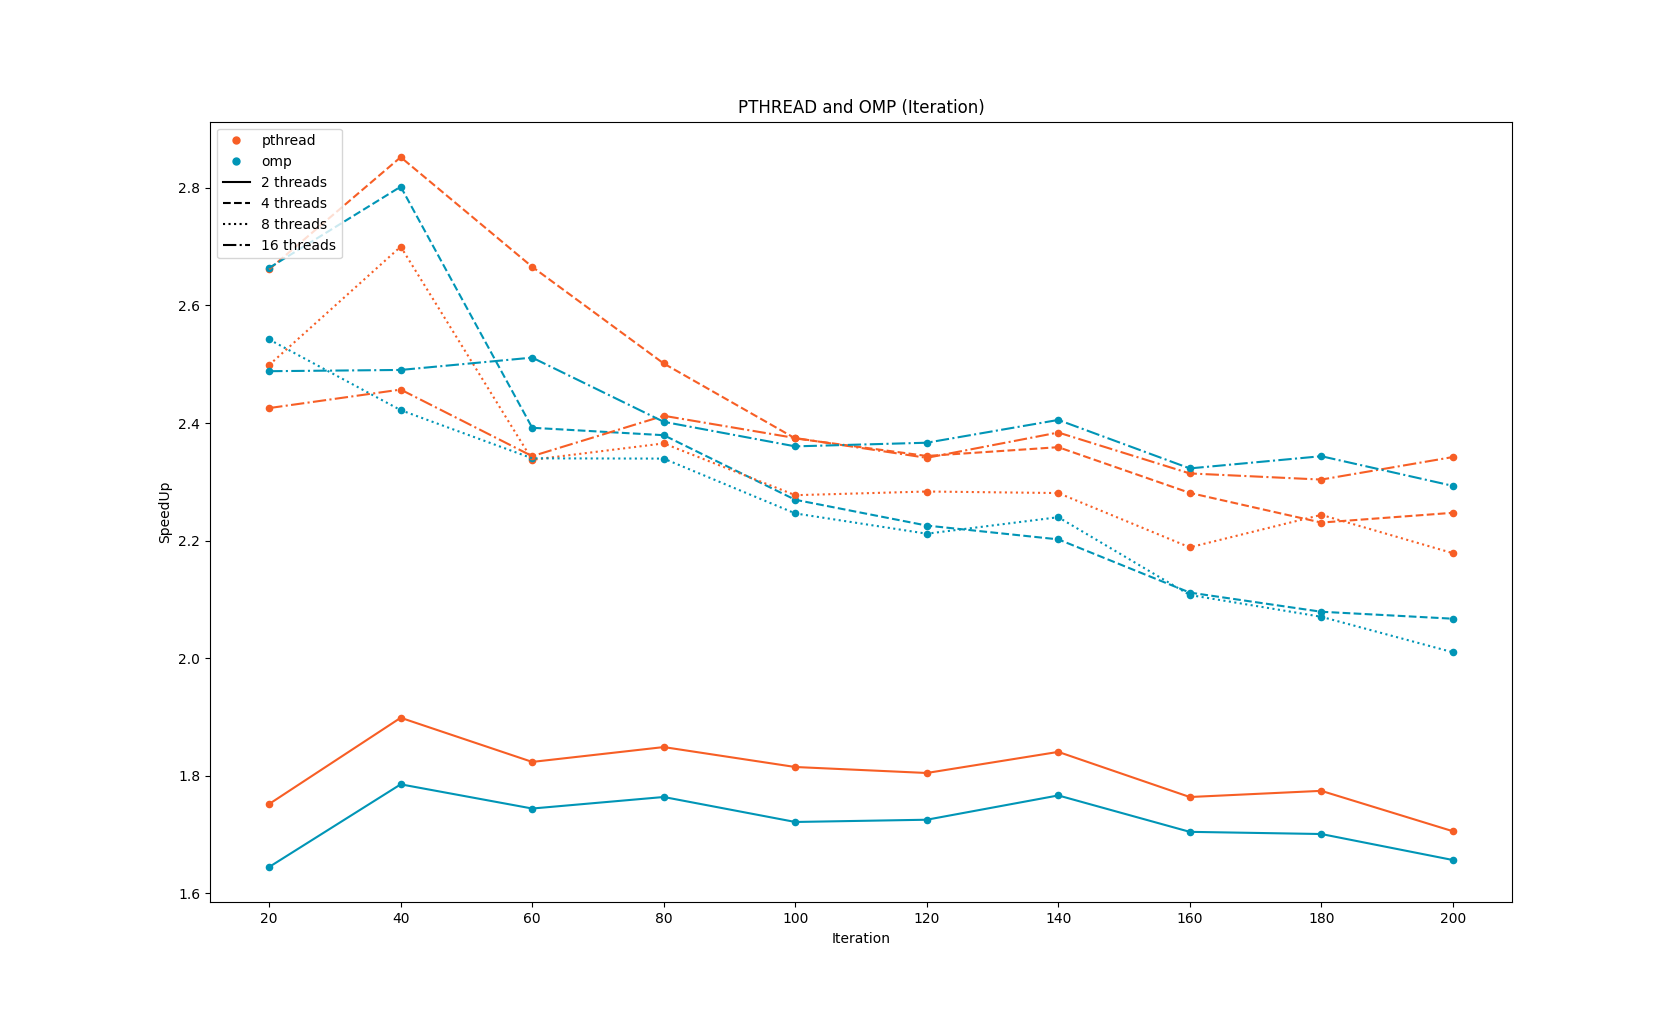 PTHREAD and OMP (Iteration)
pthread
omp
2 threads
4 threads
8 threads
16 threads
2.8
2.6
2.4
2.2
2.0
1.8
1.6
SpeedUp
20 40 60 80 100 120 140 160 180 200
Iteration